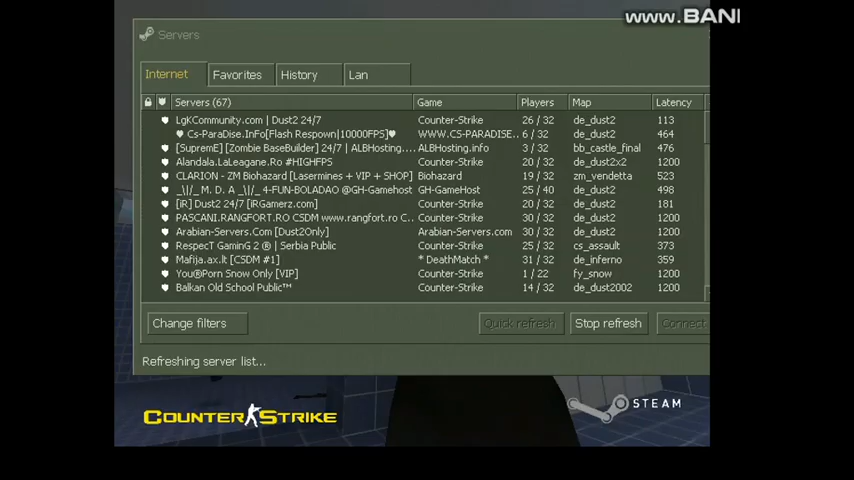 www.BANI
Servers
Internet Favorites History Lan
Servers (67) Game Players Map Latency
LgKCommunity.com | Dust2 24/7 Counter-Strike 26 / 32 de_dust2 113
♥ Cs-ParaDise.InFo[Flash Respown|10000FPS]♥ WWW.CS-PARADISE... 6 / 32 de_dust2 464
[SupremE] [Zombie BaseBuilder] 24/7 | ALBHosting.... ALBHosting.info 3 / 32 bb_castle_final 476
Alandala.LaLeagane.Ro #HIGHFPS Counter-Strike 20 / 32 de_dust2x2 1200
CLARION - ZM Biohazard [Lasermines + VIP + SHOP] Biohazard 19 / 32 zm_vendetta 523
_\|/_ M. D. A _\|/_ 4-FUN-BOLADAO @GH-Gamehost GH-GameHost 25 / 40 de_dust2 498
[iR] Dust2 24/7 [iRGamerz.com] Counter-Strike 20 / 32 de_dust2 181
PASCANI.RANGFORT.RO CSDM www.rangfort.ro C... Counter-Strike 30 / 32 de_dust2 1200
Arabian-Servers.Com [Dust2Only] Arabian-Servers.com 30 / 32 de_dust2 1200
RespecT GaminG 2 ® | Serbia Public Counter-Strike 25 / 32 cs_assault 373
Mafija.ax.lt [CSDM #1] * DeathMatch * 31 / 32 de_inferno 359
You®Porn Snow Only [VIP] Counter-Strike 1 / 22 fy_snow 1200
Balkan Old School Public™ Counter-Strike 14 / 32 de_dust2002 1200
Change filters Quick refresh Stop refresh Connect
Refreshing server list...
COUNTER STRIKE STEAM